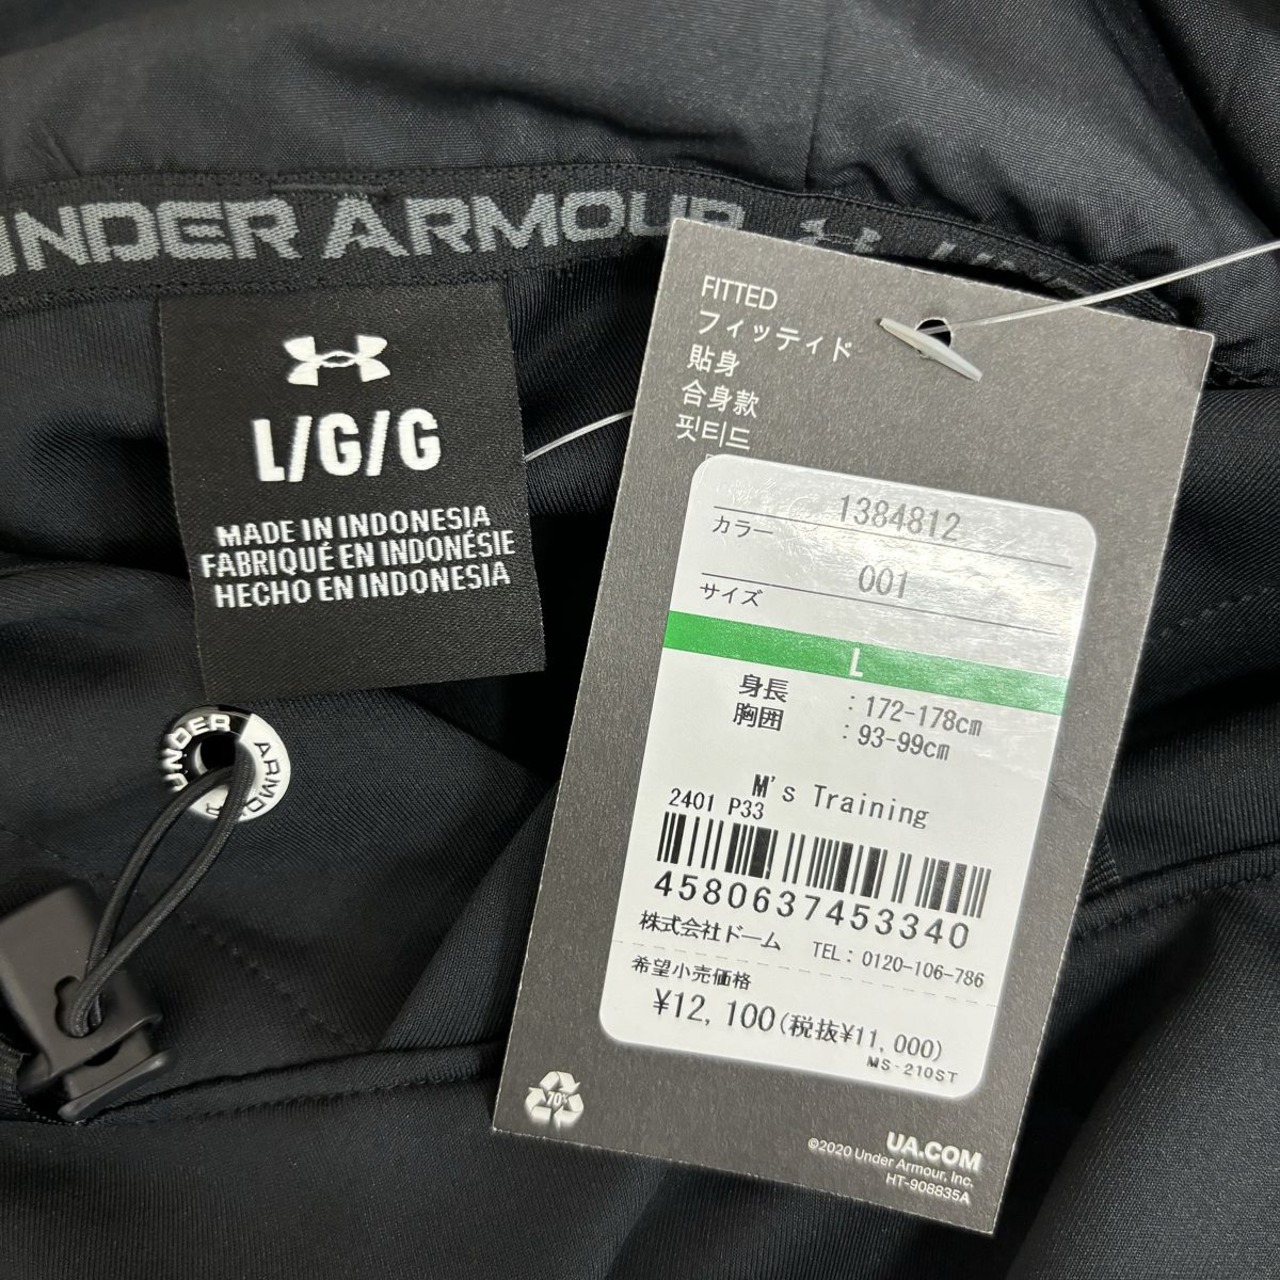 UNDER ARMOUR
L/G/G
MADE IN INDONESIA
FABRIQUÉ EN INDONÉSIE
HECHO EN INDONESIA
UNDER ARMOUR
FITTED
フィッティド
貼身
合身款
핏티드
1384812
カラー
001
サイズ
L
身長 : 172-178cm
胸囲 : 93-99cm
M's Training
2401 P33
4580637453340
株式会社ドーム TEL : 0120-106-786
希望小売価格
¥12,100(税抜¥11,000)
MS-210ST
70%
UA.COM
©2020 Under Armour, Inc.
HT-908835A